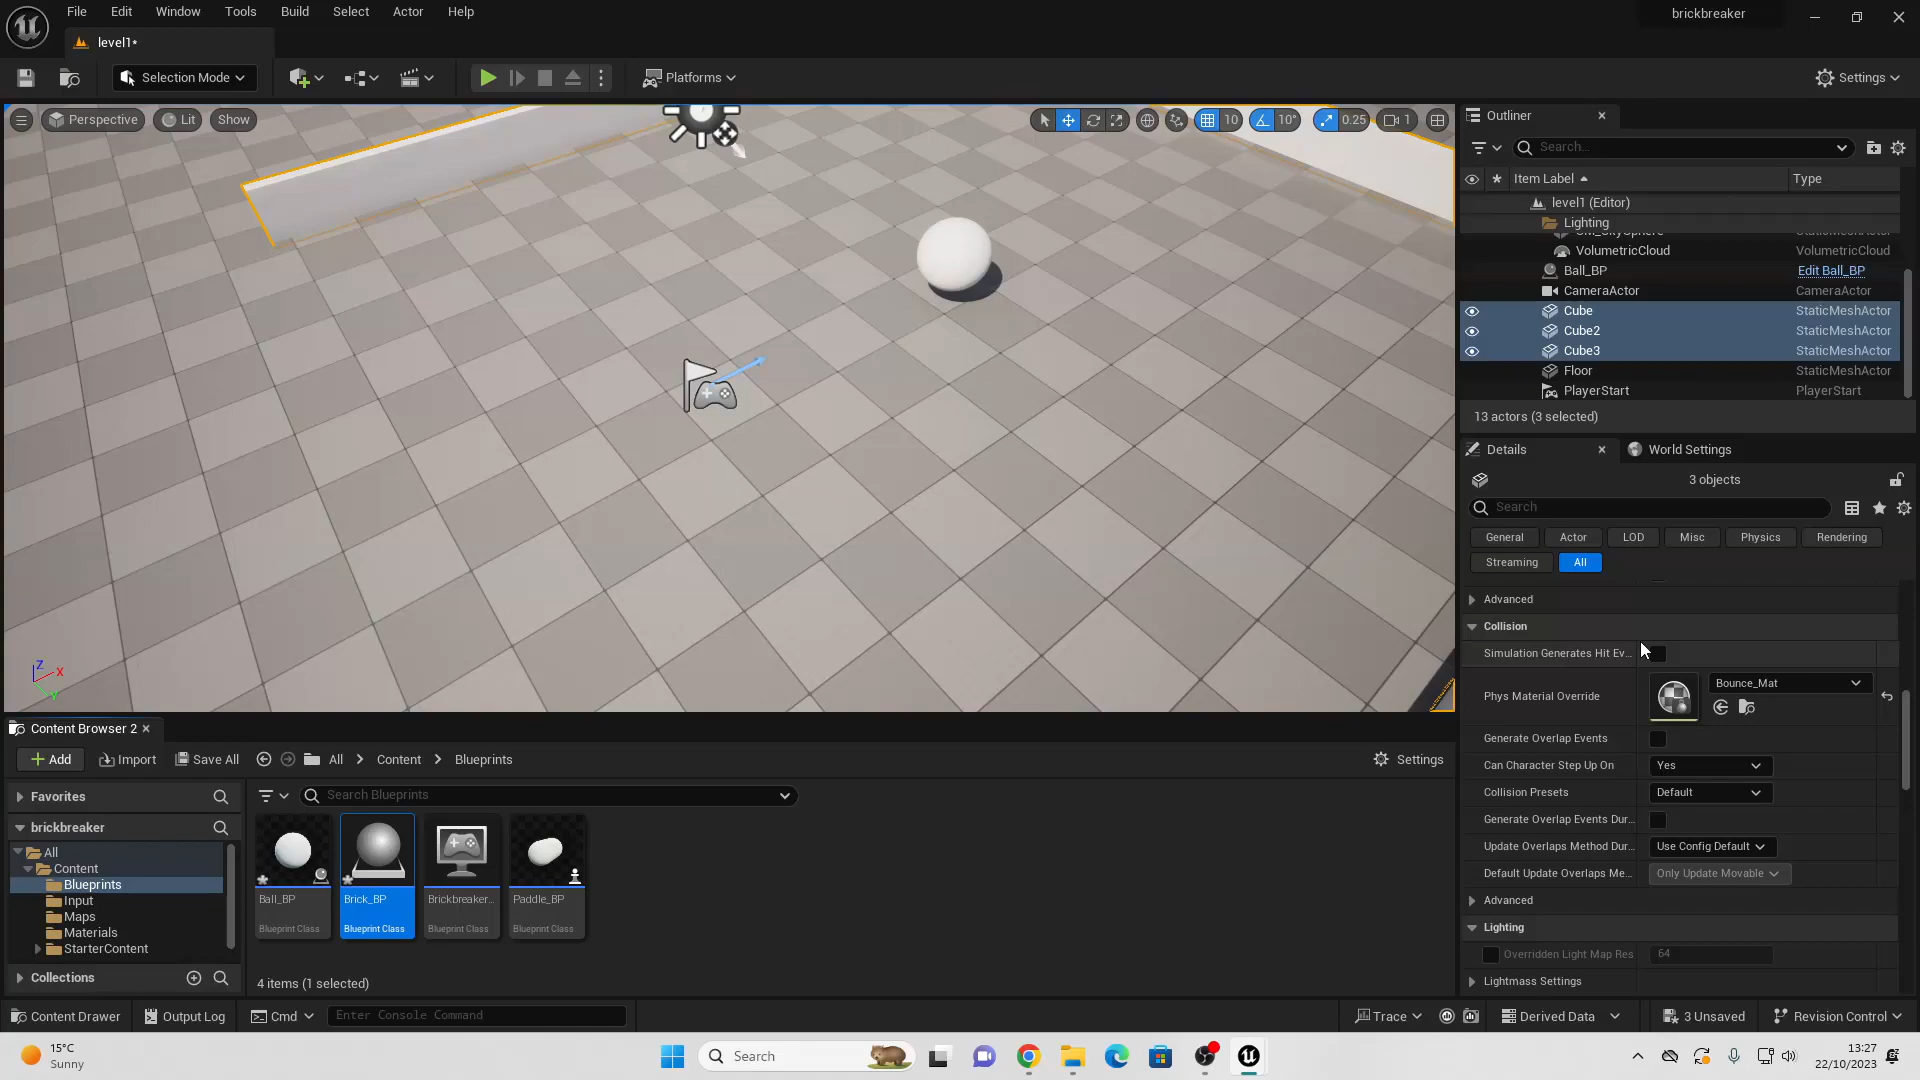 File Edit Window Tools Build Select Actor Help
brickbreaker
level1*
Selection Mode
Platforms
Settings
Perspective Lit Show
10 10° 0.25 1
Outliner
Search...
Item Label Type
level1 (Editor)
Lighting
VolumetricCloud VolumetricCloud
Ball_BP Edit Ball_BP
CameraActor CameraActor
Cube StaticMeshActor
Cube2 StaticMeshActor
Cube3 StaticMeshActor
Floor StaticMeshActor
PlayerStart PlayerStart
13 actors (3 selected)
Details World Settings
3 objects
Search
General Actor LOD Misc Physics Rendering
Streaming All
Advanced
Collision
Simulation Generates Hit Ev...
Phys Material Override Bounce_Mat
Generate Overlap Events
Can Character Step Up On Yes
Collision Presets Default
Generate Overlap Events Dur...
Update Overlaps Method Dur... Use Config Default
Default Update Overlaps Me... Only Update Movable
Advanced
Lighting
Overridden Light Map Res 64
Lightmass Settings
Z X Y
Content Browser 2
Add Import Save All All Content Blueprints Settings
Favorites
Search Blueprints
brickbreaker
All
Content
Blueprints
Input
Maps
Materials
StarterContent
Collections
Ball_BP Brick_BP Brickbreaker... Paddle_BP
Blueprint Class Blueprint Class Blueprint Class Blueprint Class
4 items (1 selected)
Content Drawer Output Log Cmd Enter Console Command Trace Derived Data 3 Unsaved Revision Control
15°C
Sunny
Search
13:27
22/10/2023